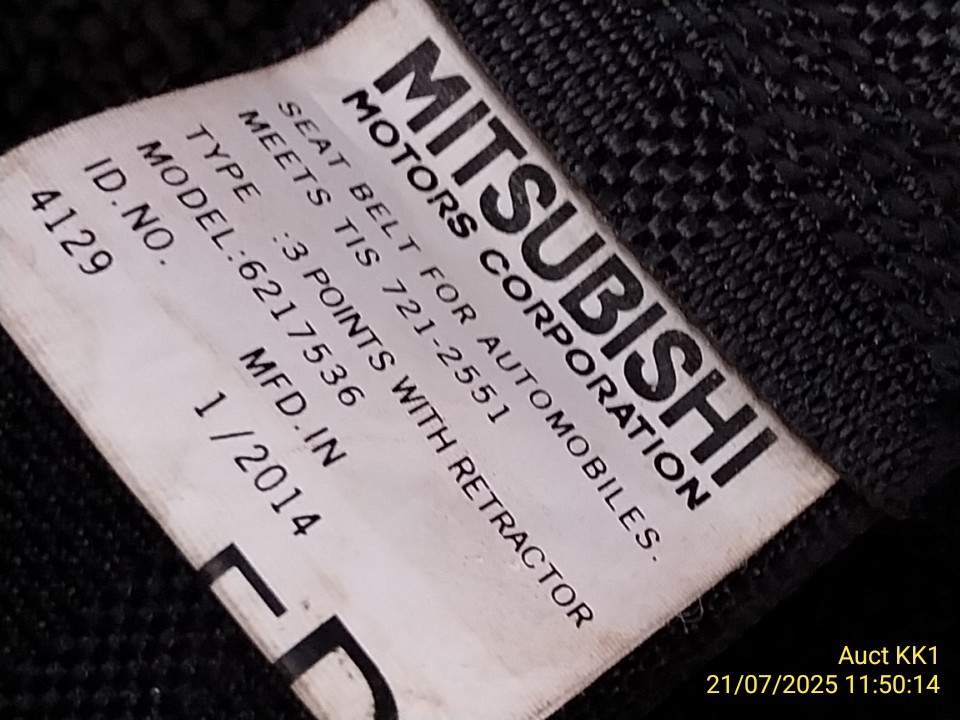 MITSUBISHI
MOTORS CORPORATION
SEAT BELT FOR AUTOMOBILES.
MEETS TIS 721-2551
TYPE :3 POINTS WITH RETRACTOR
MODEL:6217536
ID.NO. MFD.IN
4129 1/2014
Auct KK1
21/07/2025 11:50:14